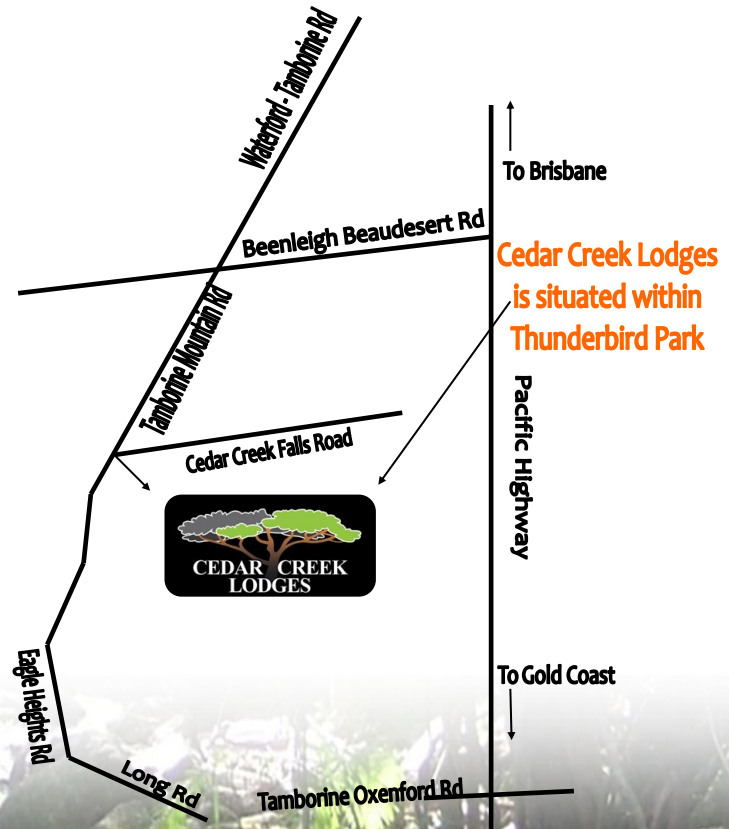 Waterford - Tamborine Rd
To Brisbane
Beenleigh Beaudesert Rd
Cedar Creek Lodges
is situated within
Thunderbird Park
Tamborine Mountain Rd
Pacific Highway
Cedar Creek Falls Road
CEDAR CREEK
LODGES
Eagle Heights Rd
To Gold Coast
Long Rd
Tamborine Oxenford Rd